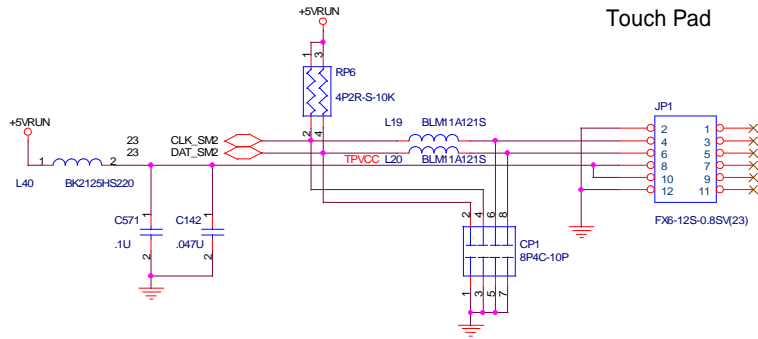 +5VRUN
Touch Pad
1
3
RP6
4P2R-S-10K
2
4
+5VRUN
23
CLK_SM2
23
DAT_SM2
L19
BLM11A121S
TPVCC
L20
BLM11A121S
1
2
L40
BK2125HS220
JP1
2
1
4
3
6
5
8
7
10
9
12
11
FX6-12S-0.8SV(23)
C571
1
.1U
2
C142
1
.047U
2
2
4
6
8
CP1
8P4C-10P
1
3
5
7